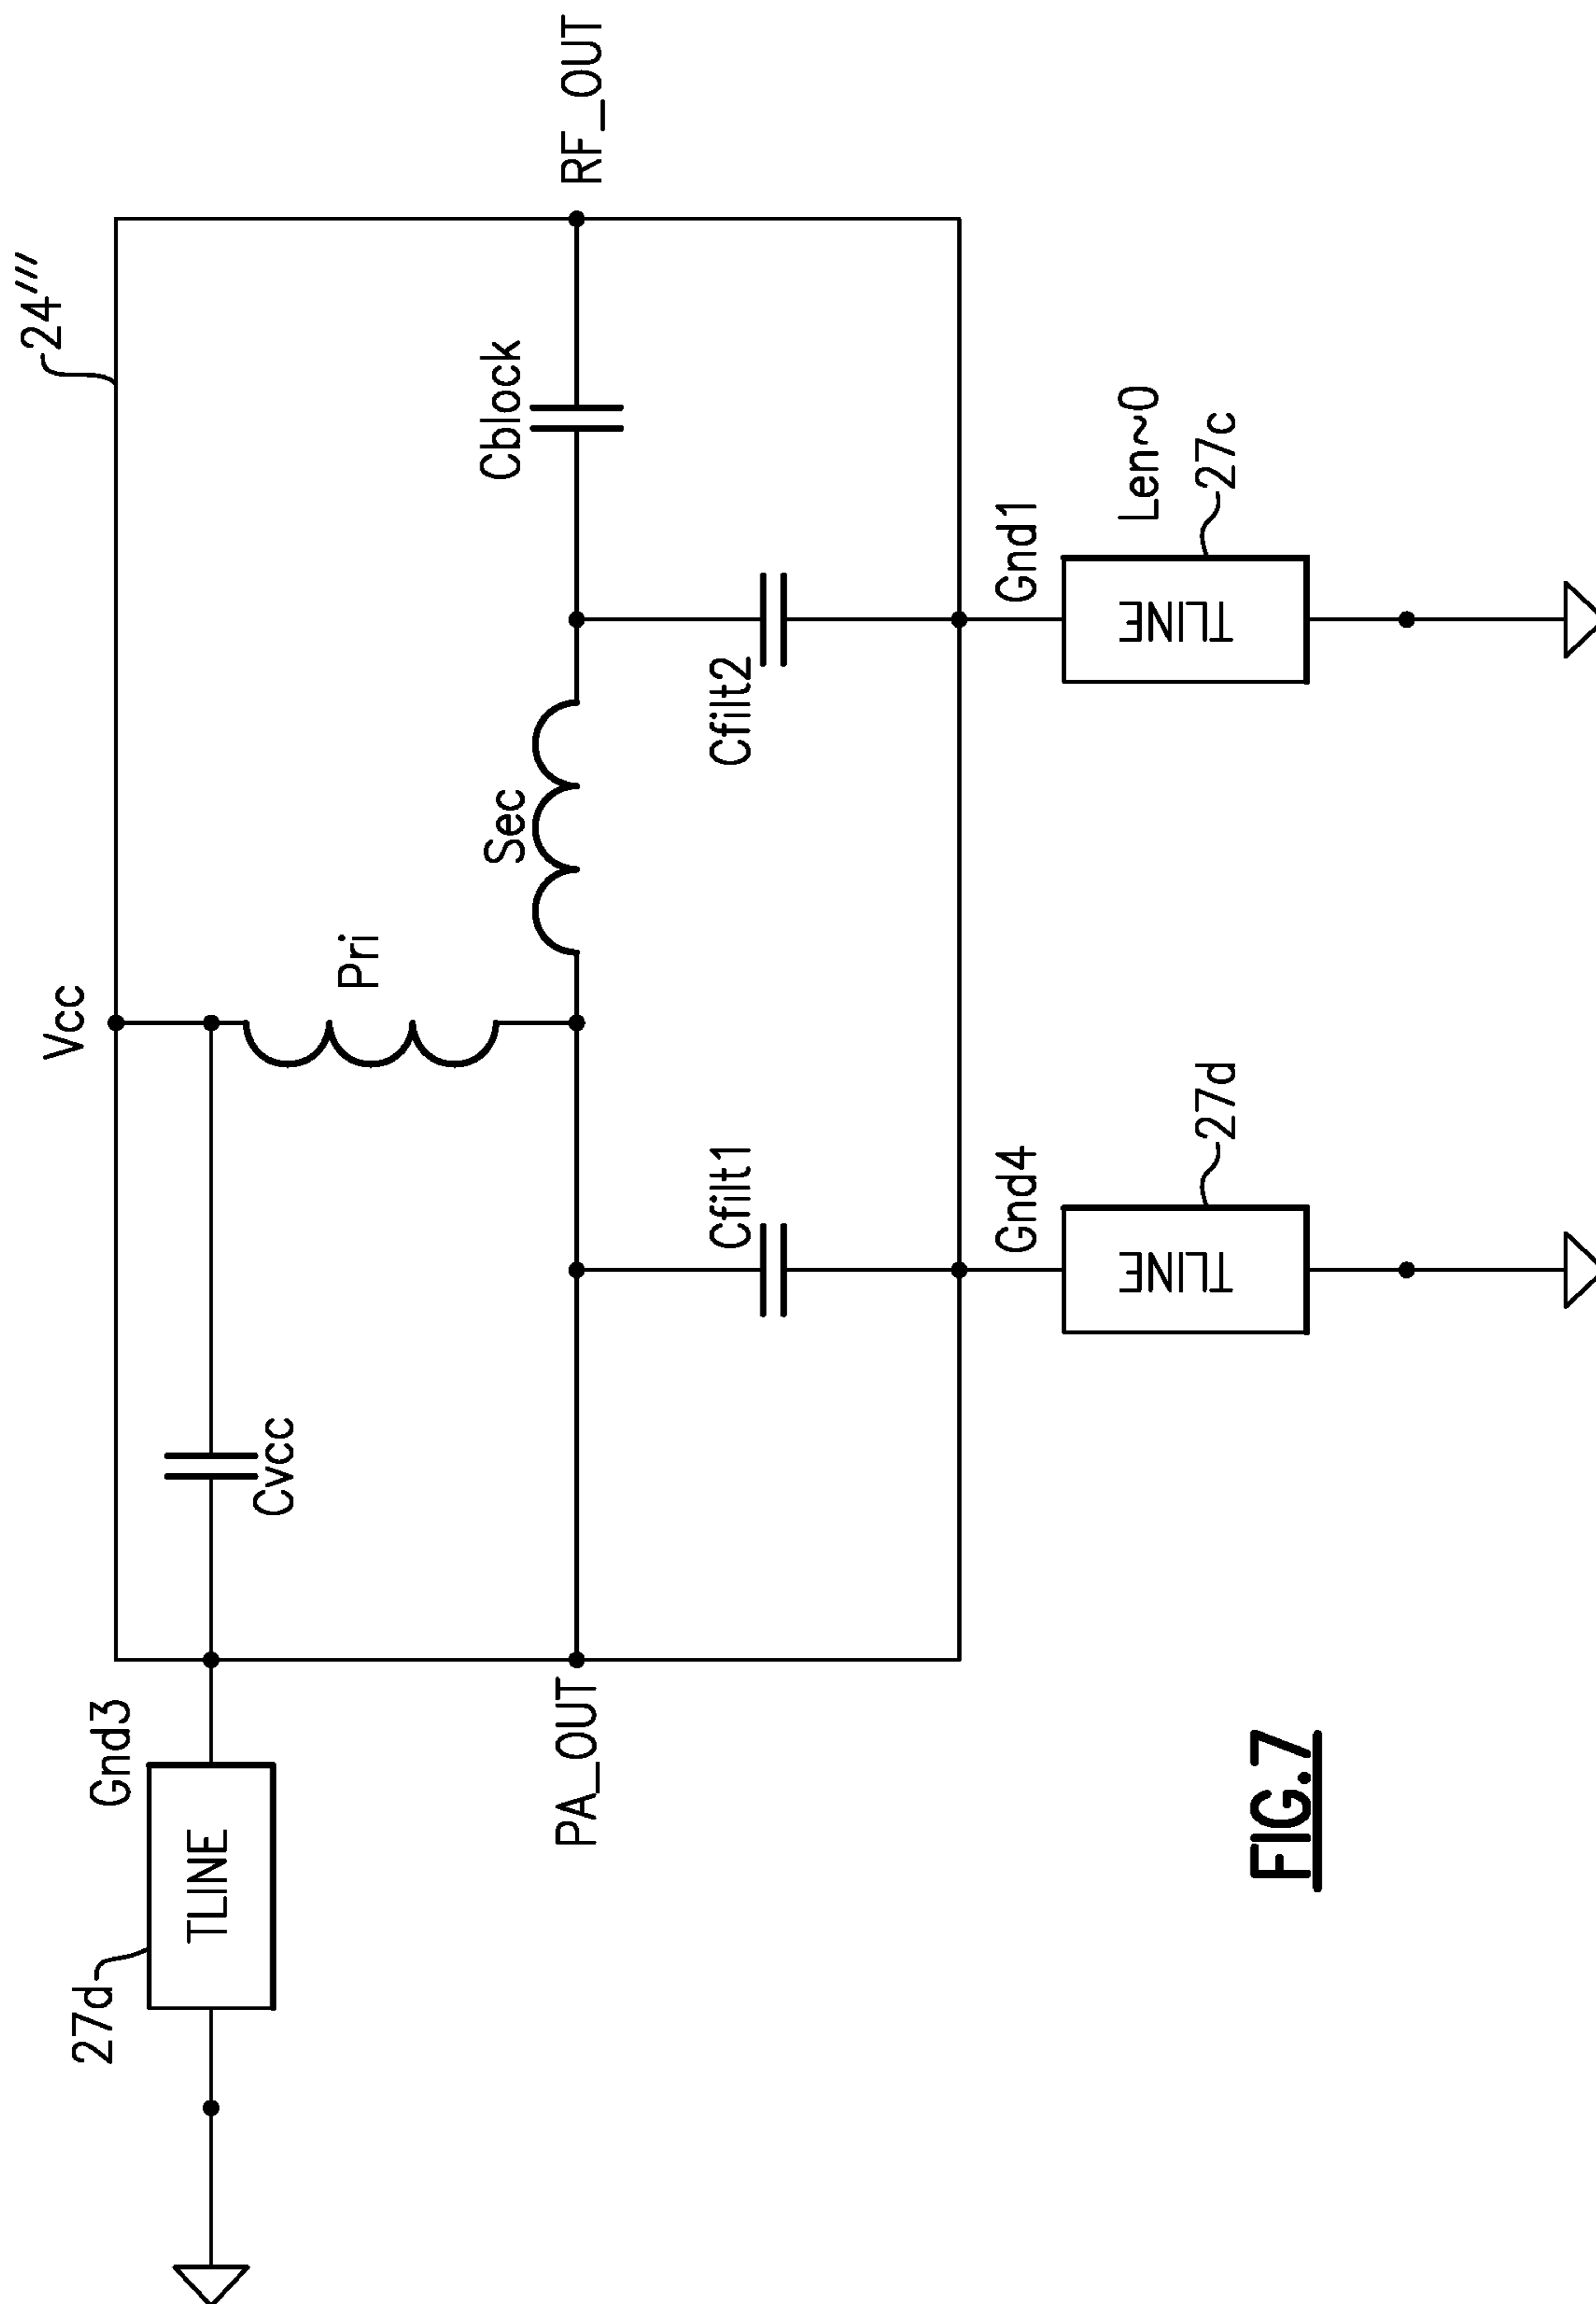 24′′′
Vcc
RF_OUT
Cblock
Pri
Sec
Cvcc
Gnd3
TLINE
27d
PA_OUT
Cfilt1
Cfilt2
Gnd4
TLINE
27d
Gnd1
Len~0
TLINE
27c
FIG.7